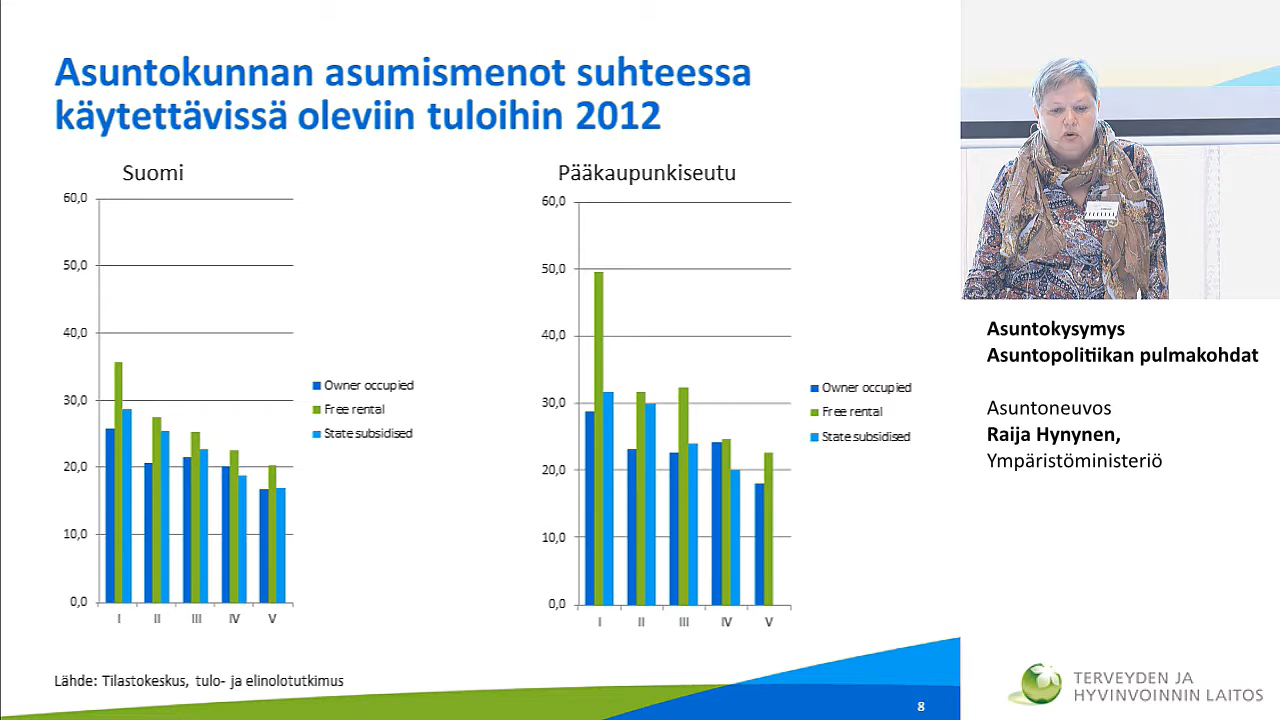 Asuntokunnan asumismenot suhteessa
käytettävissä oleviin tuloihin 2012
Suomi
60,0
50,0
40,0
30,0
20,0
10,0
0,0
I II III IV V
Owner occupied
Free rental
State subsidised
Pääkaupunkiseutu
60,0
50,0
40,0
30,0
20,0
10,0
0,0
I II III IV V
Owner occupied
Free rental
State subsidised
Lähde: Tilastokeskus, tulo- ja elinolotutkimus
8
Asuntokysymys
Asuntopolitiikan pulmakohdat
Asuntoneuvos
Raija Hynynen,
Ympäristöministeriö
TERVEYDEN JA
HYVINVOINNIN LAITOS